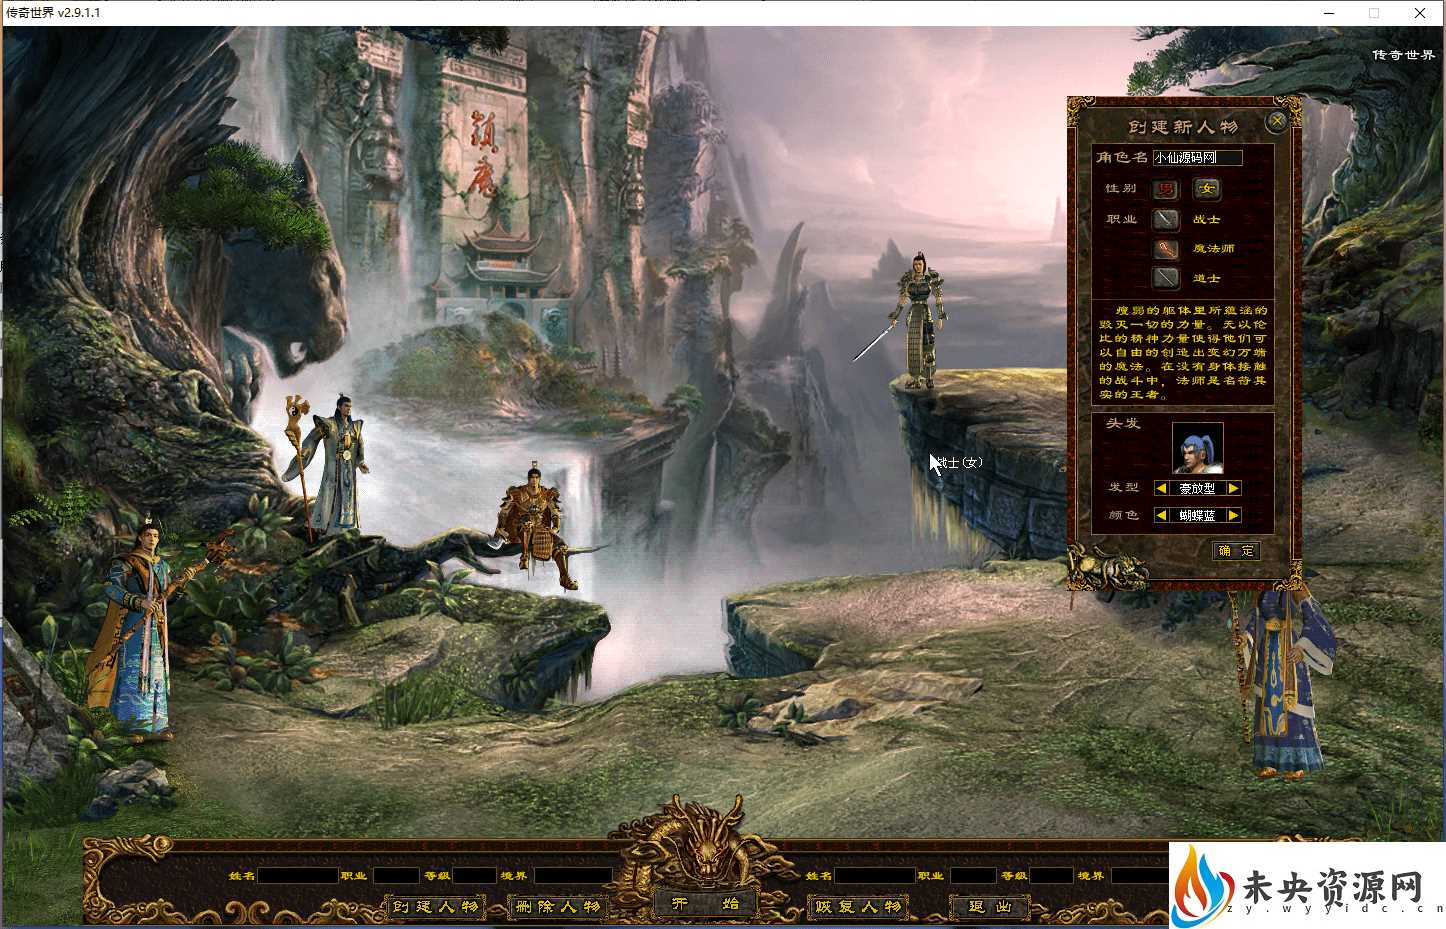 传奇世界 v2.9.1.1
传奇世界
镇魔
创建新人物
角色名 小仙源码网
性别 男 女
职业 战士
魔法师
道士
瘦弱的躯体里所蕴涵的
毁灭一切的力量。无以伦
比的精神力量使得他们可
以自由的创造出变幻万端
的魔法。在没有身体接触
的战斗中，法师是名符其
实的王者。
头发
发型 豪放型
颜色 蝴蝶蓝
确 定
战士(女)
姓名 职业 等级 境界 姓名 职业 等级 境界
创建人物 删除人物 开 始 恢复人物 退出
未央资源网
zy.wyyidc.cn